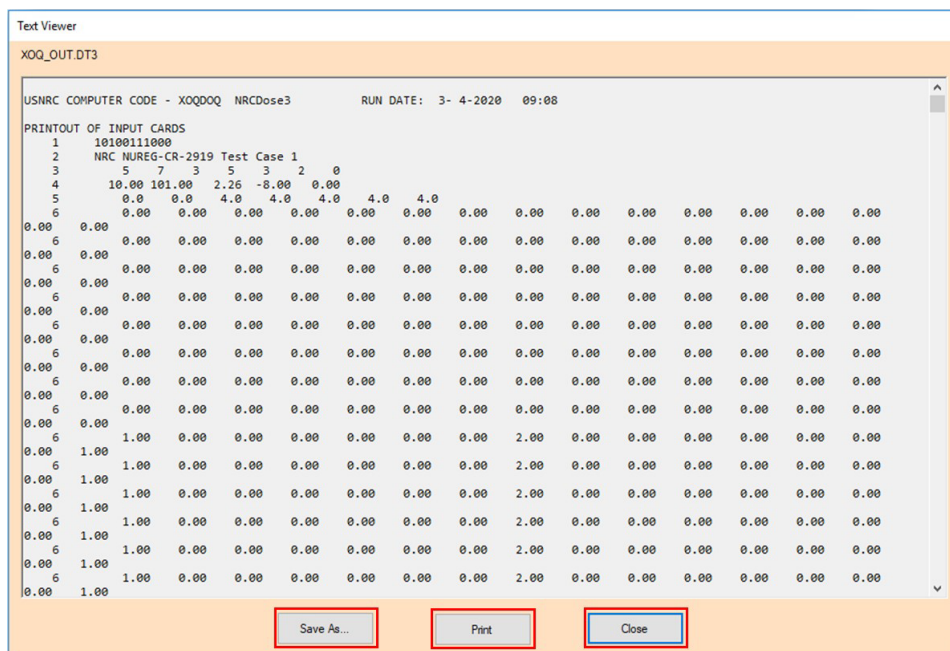 Text Viewer
XOQ_OUT.DT3
USNRC COMPUTER CODE - XOQDOQ NRCDose3 RUN DATE: 3- 4-2020 09:08
PRINTOUT OF INPUT CARDS
1 10100111000
2 NRC NUREG-CR-2919 Test Case 1
3 5 7 3 5 3 2 0
4 10.00 101.00 2.26 -8.00 0.00
5 0.0 0.0 4.0 4.0 4.0 4.0 4.0
6 0.00 0.00 0.00 0.00 0.00 0.00 0.00 0.00 0.00 0.00 0.00 0.00 0.00 0.00
0.00 0.00
6 0.00 0.00 0.00 0.00 0.00 0.00 0.00 0.00 0.00 0.00 0.00 0.00 0.00 0.00
0.00 0.00
6 0.00 0.00 0.00 0.00 0.00 0.00 0.00 0.00 0.00 0.00 0.00 0.00 0.00 0.00
0.00 0.00
6 0.00 0.00 0.00 0.00 0.00 0.00 0.00 0.00 0.00 0.00 0.00 0.00 0.00 0.00
0.00 0.00
6 0.00 0.00 0.00 0.00 0.00 0.00 0.00 0.00 0.00 0.00 0.00 0.00 0.00 0.00
0.00 0.00
6 0.00 0.00 0.00 0.00 0.00 0.00 0.00 0.00 0.00 0.00 0.00 0.00 0.00 0.00
0.00 0.00
6 0.00 0.00 0.00 0.00 0.00 0.00 0.00 0.00 0.00 0.00 0.00 0.00 0.00 0.00
0.00 0.00
6 0.00 0.00 0.00 0.00 0.00 0.00 0.00 0.00 0.00 0.00 0.00 0.00 0.00 0.00
0.00 0.00
6 1.00 0.00 0.00 0.00 0.00 0.00 0.00 2.00 0.00 0.00 0.00 0.00 0.00 0.00
0.00 1.00
6 1.00 0.00 0.00 0.00 0.00 0.00 0.00 2.00 0.00 0.00 0.00 0.00 0.00 0.00
0.00 1.00
6 1.00 0.00 0.00 0.00 0.00 0.00 0.00 2.00 0.00 0.00 0.00 0.00 0.00 0.00
0.00 1.00
6 1.00 0.00 0.00 0.00 0.00 0.00 0.00 2.00 0.00 0.00 0.00 0.00 0.00 0.00
0.00 1.00
6 1.00 0.00 0.00 0.00 0.00 0.00 0.00 2.00 0.00 0.00 0.00 0.00 0.00 0.00
0.00 1.00
6 1.00 0.00 0.00 0.00 0.00 0.00 0.00 2.00 0.00 0.00 0.00 0.00 0.00 0.00
0.00 1.00
Save As... Print Close